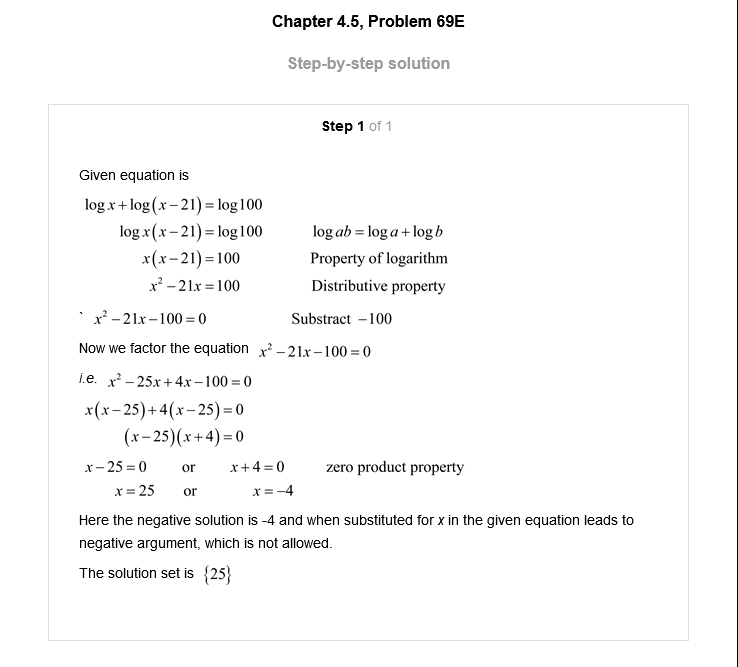 Chapter 4.5, Problem 69E
Step-by-step solution
Step 1 of 1
Given equation is
log x + log(x − 21) = log 100
log x(x − 21) = log 100 log ab = log a + log b
x(x − 21) = 100 Property of logarithm
x² − 21x = 100 Distributive property
` x² − 21x − 100 = 0 Substract −100
Now we factor the equation x² − 21x − 100 = 0
i.e. x² − 25x + 4x − 100 = 0
x(x − 25) + 4(x − 25) = 0
(x − 25)(x + 4) = 0
x − 25 = 0 or x + 4 = 0 zero product property
x = 25 or x = −4
Here the negative solution is -4 and when substituted for x in the given equation leads to
negative argument, which is not allowed.
The solution set is {25}